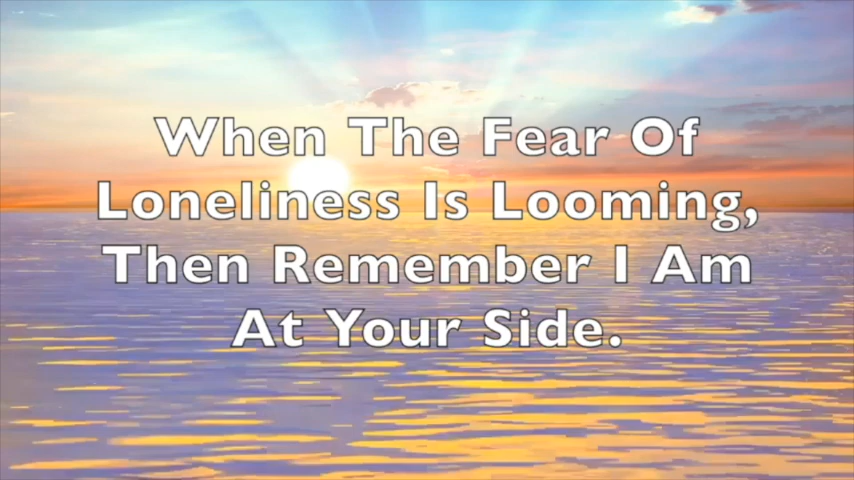 When The Fear Of
Loneliness Is Looming,
Then Remember I Am
At Your Side.